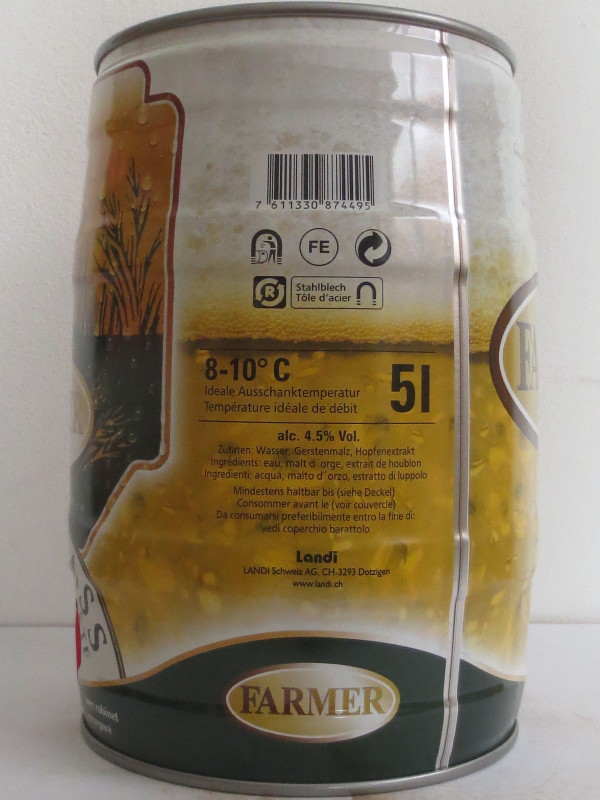 7 611330 874495
FE
Stahlblech
Tôle d'acier
8-10° C
Ideale Ausschanktemperatur
Température idéale de débit
5l
alc. 4.5% Vol.
Zutaten: Wasser, Gerstenmalz, Hopfenextrakt
Ingrédients: eau, malt d´orge, extrait de houblon
Ingredienti: acqua, malto d´orzo, estratto di luppolo
Mindestens haltbar bis (siehe Deckel)
Consommer avant le (voir couvercle)
Da consumarsi preferibilmente entro la fine di:
vedi coperchio barattolo
Landi
LANDI Schweiz AG, CH-3293 Dotzigen
www.landi.ch
FARMER